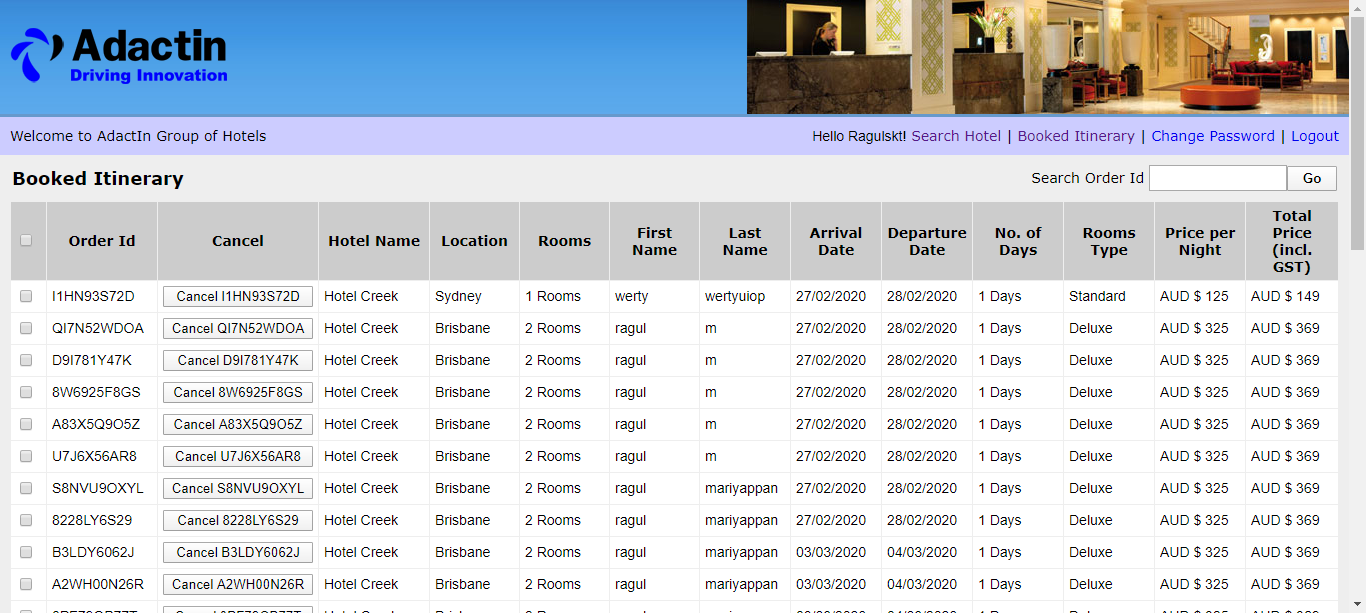 Adactin
Driving Innovation
Welcome to AdactIn Group of Hotels
Hello Ragulskt! Search Hotel | Booked Itinerary | Change Password | Logout
Booked Itinerary
Search Order Id Go
Order Id Cancel Hotel Name Location Rooms First Name Last Name Arrival Date Departure Date No. of Days Rooms Type Price per Night Total Price (incl. GST)
I1HN93S72D Cancel I1HN93S72D Hotel Creek Sydney 1 Rooms werty wertyuiop 27/02/2020 28/02/2020 1 Days Standard AUD $ 125 AUD $ 149
QI7N52WDOA Cancel QI7N52WDOA Hotel Creek Brisbane 2 Rooms ragul m 27/02/2020 28/02/2020 1 Days Deluxe AUD $ 325 AUD $ 369
D9I781Y47K Cancel D9I781Y47K Hotel Creek Brisbane 2 Rooms ragul m 27/02/2020 28/02/2020 1 Days Deluxe AUD $ 325 AUD $ 369
8W6925F8GS Cancel 8W6925F8GS Hotel Creek Brisbane 2 Rooms ragul m 27/02/2020 28/02/2020 1 Days Deluxe AUD $ 325 AUD $ 369
A83X5Q9O5Z Cancel A83X5Q9O5Z Hotel Creek Brisbane 2 Rooms ragul m 27/02/2020 28/02/2020 1 Days Deluxe AUD $ 325 AUD $ 369
U7J6X56AR8 Cancel U7J6X56AR8 Hotel Creek Brisbane 2 Rooms ragul m 27/02/2020 28/02/2020 1 Days Deluxe AUD $ 325 AUD $ 369
S8NVU9OXYL Cancel S8NVU9OXYL Hotel Creek Brisbane 2 Rooms ragul mariyappan 27/02/2020 28/02/2020 1 Days Deluxe AUD $ 325 AUD $ 369
8228LY6S29 Cancel 8228LY6S29 Hotel Creek Brisbane 2 Rooms ragul mariyappan 27/02/2020 28/02/2020 1 Days Deluxe AUD $ 325 AUD $ 369
B3LDY6062J Cancel B3LDY6062J Hotel Creek Brisbane 2 Rooms ragul mariyappan 03/03/2020 04/03/2020 1 Days Deluxe AUD $ 325 AUD $ 369
A2WH00N26R Cancel A2WH00N26R Hotel Creek Brisbane 2 Rooms ragul mariyappan 03/03/2020 04/03/2020 1 Days Deluxe AUD $ 325 AUD $ 369